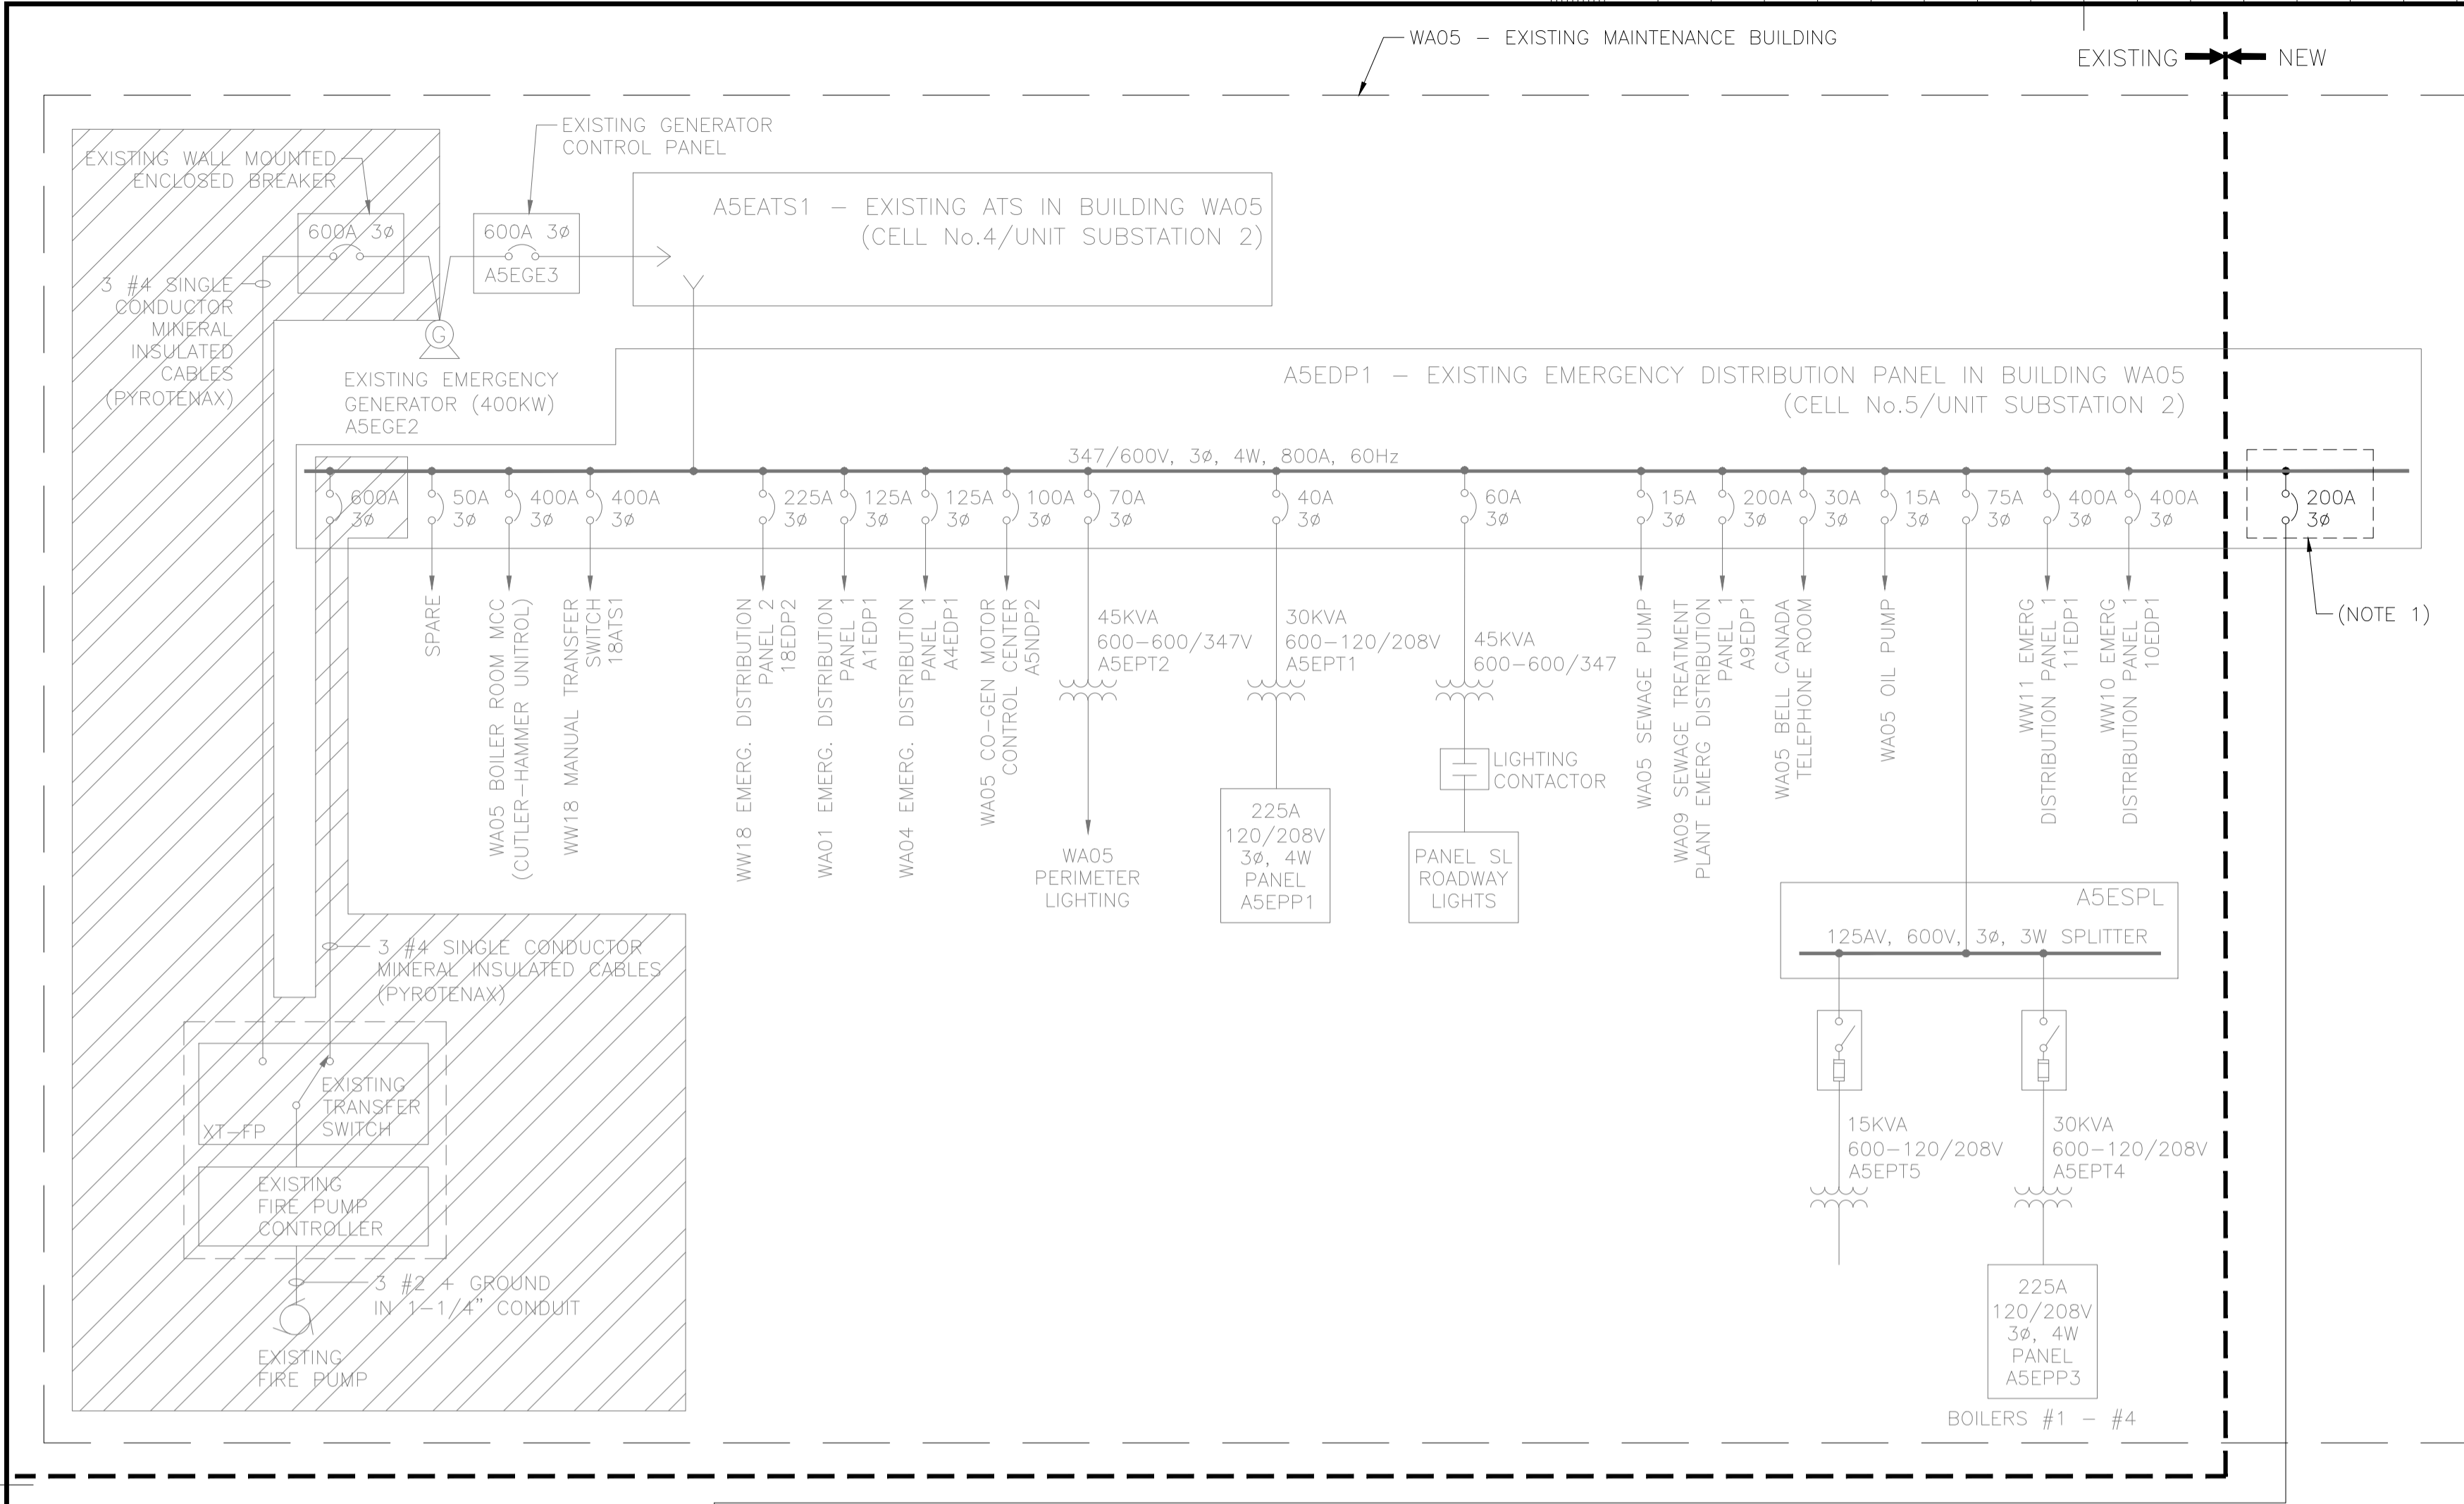 WA05 – EXISTING MAINTENANCE BUILDING
EXISTING
NEW
EXISTING GENERATOR
CONTROL PANEL
EXISTING WALL MOUNTED
ENCLOSED BREAKER
A5EATS1 – EXISTING ATS IN BUILDING WA05
(CELL No.4/UNIT SUBSTATION 2)
600A 3ø
600A 3ø
A5EGE3
3 #4 SINGLE
CONDUCTOR
MINERAL
INSULATED
CABLES
(PYROTENAX)
G
EXISTING EMERGENCY
GENERATOR (400KW)
A5EGE2
A5EDP1 – EXISTING EMERGENCY DISTRIBUTION PANEL IN BUILDING WA05
(CELL No.5/UNIT SUBSTATION 2)
347/600V, 3ø, 4W, 800A, 60Hz
600A
3ø
50A
3ø
400A
3ø
400A
3ø
225A
3ø
125A
3ø
125A
3ø
100A
3ø
70A
3ø
40A
3ø
60A
3ø
15A
3ø
200A
3ø
30A
3ø
15A
3ø
75A
3ø
400A
3ø
400A
3ø
200A
3ø
(NOTE 1)
SPARE
WA05 BOILER ROOM MCC
(CUTLER–HAMMER UNITROL)
WW18 MANUAL TRANSFER
SWITCH
18ATS1
WW18 EMERG. DISTRIBUTION
PANEL 2
18EDP2
WA01 EMERG. DISTRIBUTION
PANEL 1
A1EDP1
WA04 EMERG. DISTRIBUTION
PANEL 1
A4EDP1
WA05 CO–GEN MOTOR
CONTROL CENTER
A5NDP2
45KVA
600–600/347V
A5EPT2
WA05
PERIMETER
LIGHTING
30KVA
600–120/208V
A5EPT1
225A
120/208V
3ø, 4W
PANEL
A5EPP1
45KVA
600–600/347
LIGHTING
CONTACTOR
PANEL SL
ROADWAY
LIGHTS
WA05 SEWAGE PUMP
WA09 SEWAGE TREATMENT
PLANT EMERG DISTRIBUTION
PANEL 1
A9EDP1
WA05 BELL CANADA
TELEPHONE ROOM
WA05 OIL PUMP
WW11 EMERG
DISTRIBUTION PANEL 1
11EDP1
WW10 EMERG
DISTRIBUTION PANEL 1
10EDP1
A5ESPL
125AV, 600V, 3ø, 3W SPLITTER
15KVA
600–120/208V
A5EPT5
30KVA
600–120/208V
A5EPT4
225A
120/208V
3ø, 4W
PANEL
A5EPP3
BOILERS #1 – #4
3 #4 SINGLE CONDUCTOR
MINERAL INSULATED CABLES
(PYROTENAX)
EXISTING
TRANSFER
SWITCH
XT–FP
EXISTING
FIRE PUMP
CONTROLLER
3 #2 + GROUND
IN 1–1/4" CONDUIT
EXISTING
FIRE PUMP